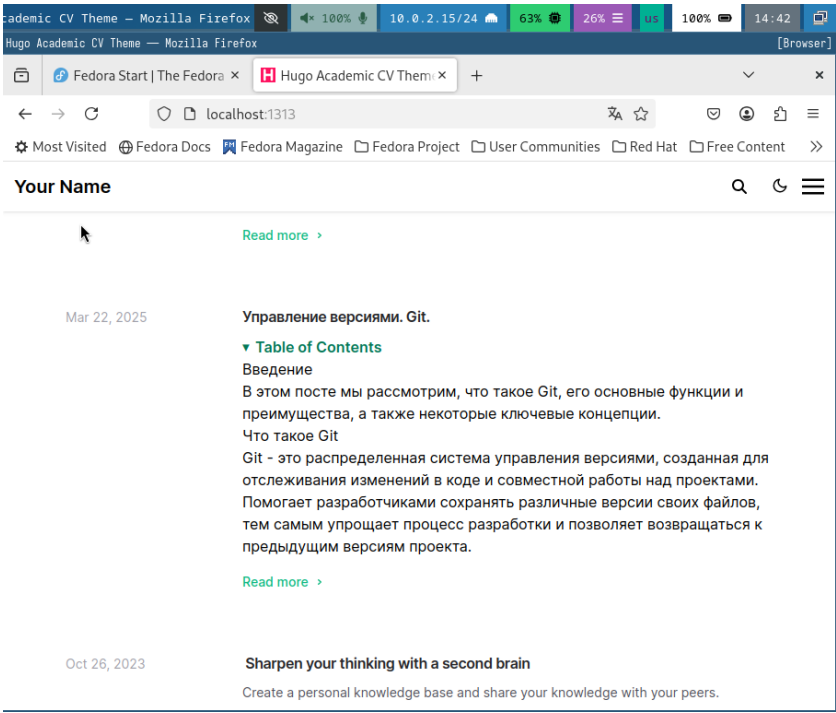 cademic CV Theme — Mozilla Firefox 100% 10.0.2.15/24 63% 26% us 100% 14:42
Hugo Academic CV Theme — Mozilla Firefox [Browser]
Fedora Start | The Fedora × Hugo Academic CV Theme × +
localhost:1313
Most Visited Fedora Docs Fedora Magazine Fedora Project User Communities Red Hat Free Content
Your Name
Read more
Mar 22, 2025 Управление версиями. Git.
Table of Contents
Введение
В этом посте мы рассмотрим, что такое Git, его основные функции и
преимущества, а также некоторые ключевые концепции.
Что такое Git
Git - это распределенная система управления версиями, созданная для
отслеживания изменений в коде и совместной работы над проектами.
Помогает разработчиками сохранять различные версии своих файлов,
тем самым упрощает процесс разработки и позволяет возвращаться к
предыдущим версиям проекта.
Read more
Oct 26, 2023 Sharpen your thinking with a second brain
Create a personal knowledge base and share your knowledge with your peers.